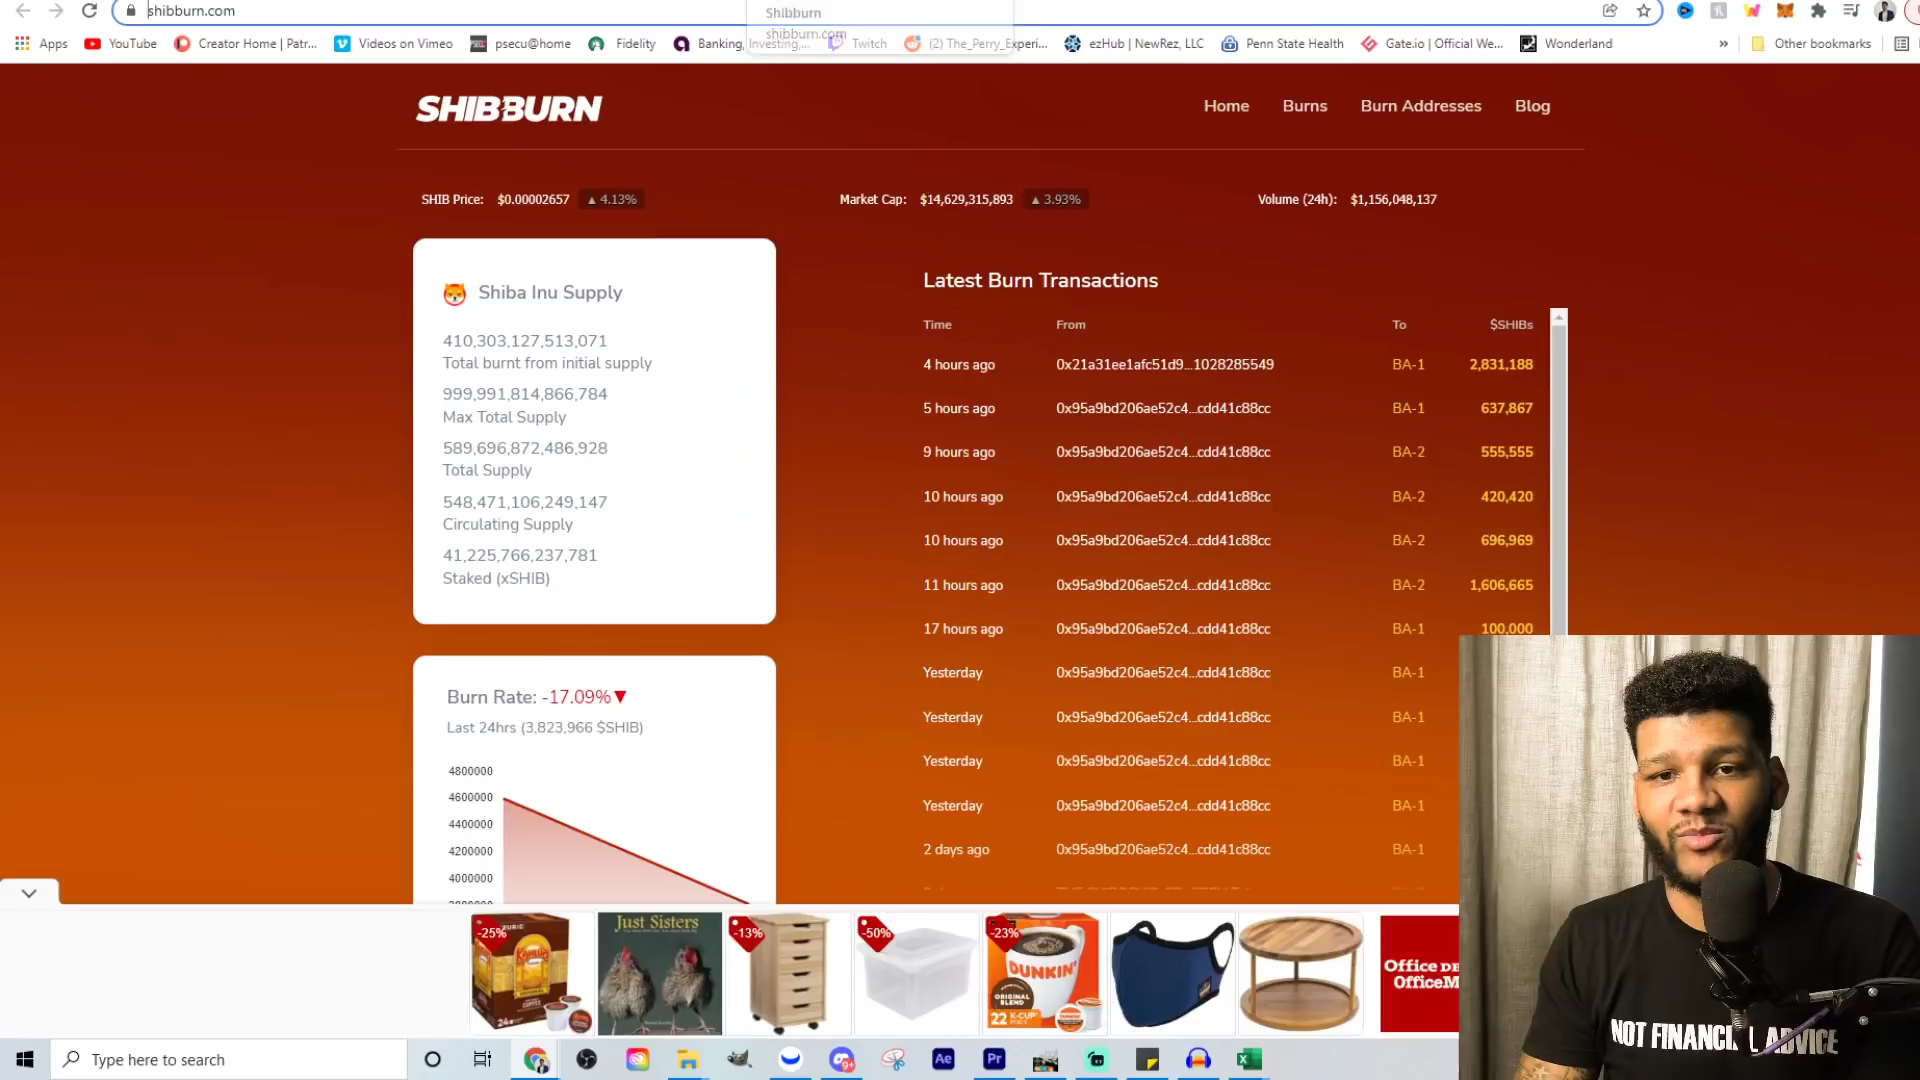 shibburn.com
Shibburn
shibburn.com
Apps
YouTube
Creator Home | Patr...
Videos on Vimeo
psecu@home
Fidelity
Banking, Investing,...
Twitch
(2) The_Perry_Experi...
ezHub | NewRez, LLC
Penn State Health
Gate.io | Official We...
Wonderland
»
Other bookmarks
SHIBBURN
Home
Burns
Burn Addresses
Blog
SHIB Price: $0.00002657 ▲ 4.13%
Market Cap: $14,629,315,893 ▲ 3.93%
Volume (24h): $1,156,048,137
Shiba Inu Supply
410,303,127,513,071
Total burnt from initial supply
999,991,814,866,784
Max Total Supply
589,696,872,486,928
Total Supply
548,471,106,249,147
Circulating Supply
41,225,766,237,781
Staked (xSHIB)
Latest Burn Transactions
Time From To $SHIBs
4 hours ago 0x21a31ee1afc51d9...1028285549 BA-1 2,831,188
5 hours ago 0x95a9bd206ae52c4...cdd41c88cc BA-1 637,867
9 hours ago 0x95a9bd206ae52c4...cdd41c88cc BA-2 555,555
10 hours ago 0x95a9bd206ae52c4...cdd41c88cc BA-2 420,420
10 hours ago 0x95a9bd206ae52c4...cdd41c88cc BA-2 696,969
11 hours ago 0x95a9bd206ae52c4...cdd41c88cc BA-2 1,606,665
17 hours ago 0x95a9bd206ae52c4...cdd41c88cc BA-1 100,000
Yesterday 0x95a9bd206ae52c4...cdd41c88cc BA-1
Yesterday 0x95a9bd206ae52c4...cdd41c88cc BA-1
Yesterday 0x95a9bd206ae52c4...cdd41c88cc BA-1
Yesterday 0x95a9bd206ae52c4...cdd41c88cc BA-1
2 days ago 0x95a9bd206ae52c4...cdd41c88cc BA-1
Burn Rate: -17.09%▼
Last 24hrs (3,823,966 $SHIB)
4800000
4600000
4400000
4200000
4000000
-25%
Just Sisters
-13%
-50%
-23%
DUNKIN'
ORIGINAL BLEND
22 K-CUP
Office DE
OfficeM
NOT FINANCIAL ADVICE
Type here to search
9+
Ae
Pr